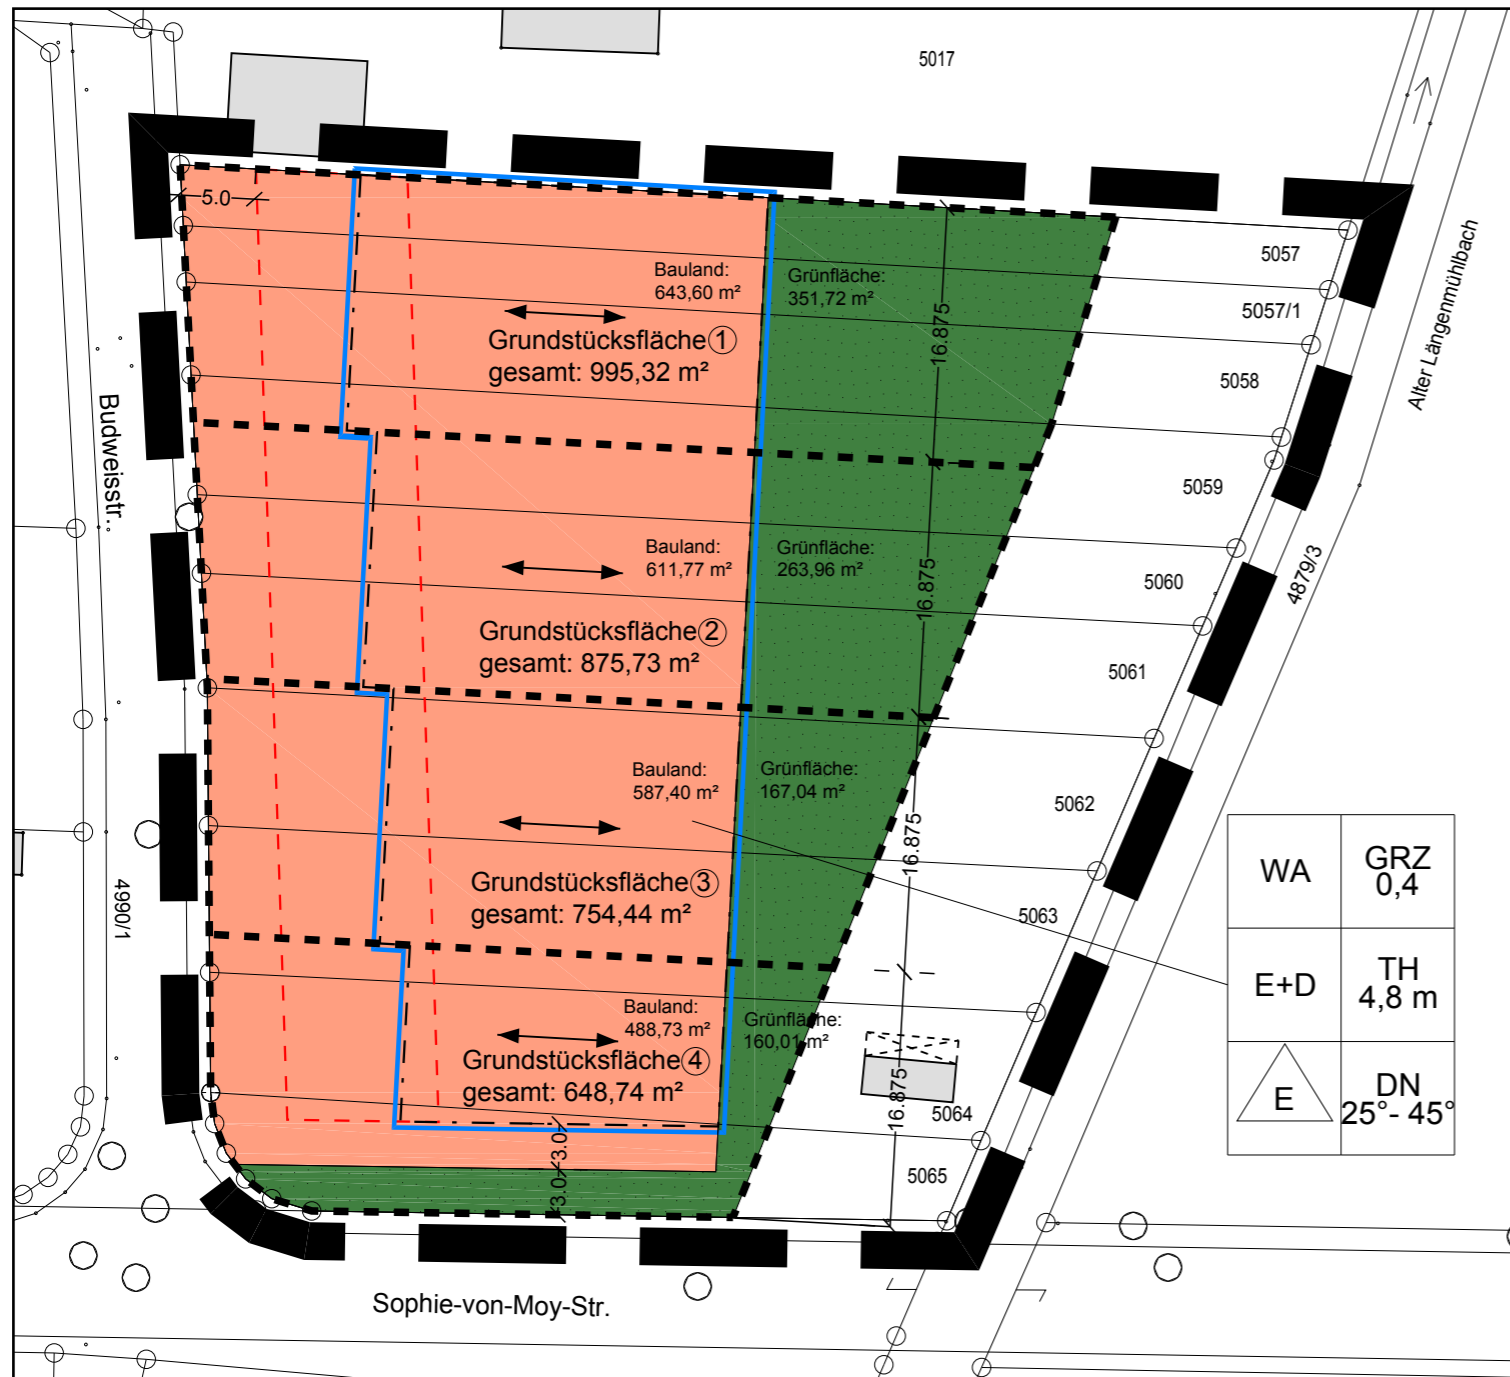 5017
5.0
5057
Bauland:
643,60 m²
Grünfläche:
351,72 m²
5057/1
16.875
Grundstücksfläche①
gesamt: 995,32 m²
5058
Alter Längenmühlbach
Budweisstr.
5059
Bauland:
611,77 m²
Grünfläche:
263,96 m²
16.875
5060
4879/3
Grundstücksfläche②
gesamt: 875,73 m²
5061
Bauland:
587,40 m²
Grünfläche:
167,04 m²
16.875
5062
Grundstücksfläche③
gesamt: 754,44 m²
4990/1
5063
WA
GRZ
0,4
E+D
TH
4,8 m
E
DN
25°- 45°
Bauland:
488,73 m²
Grünfläche:
160,01 m²
Grundstücksfläche④
gesamt: 648,74 m²
16.875
5064
3.0
3.0
5065
Sophie-von-Moy-Str.